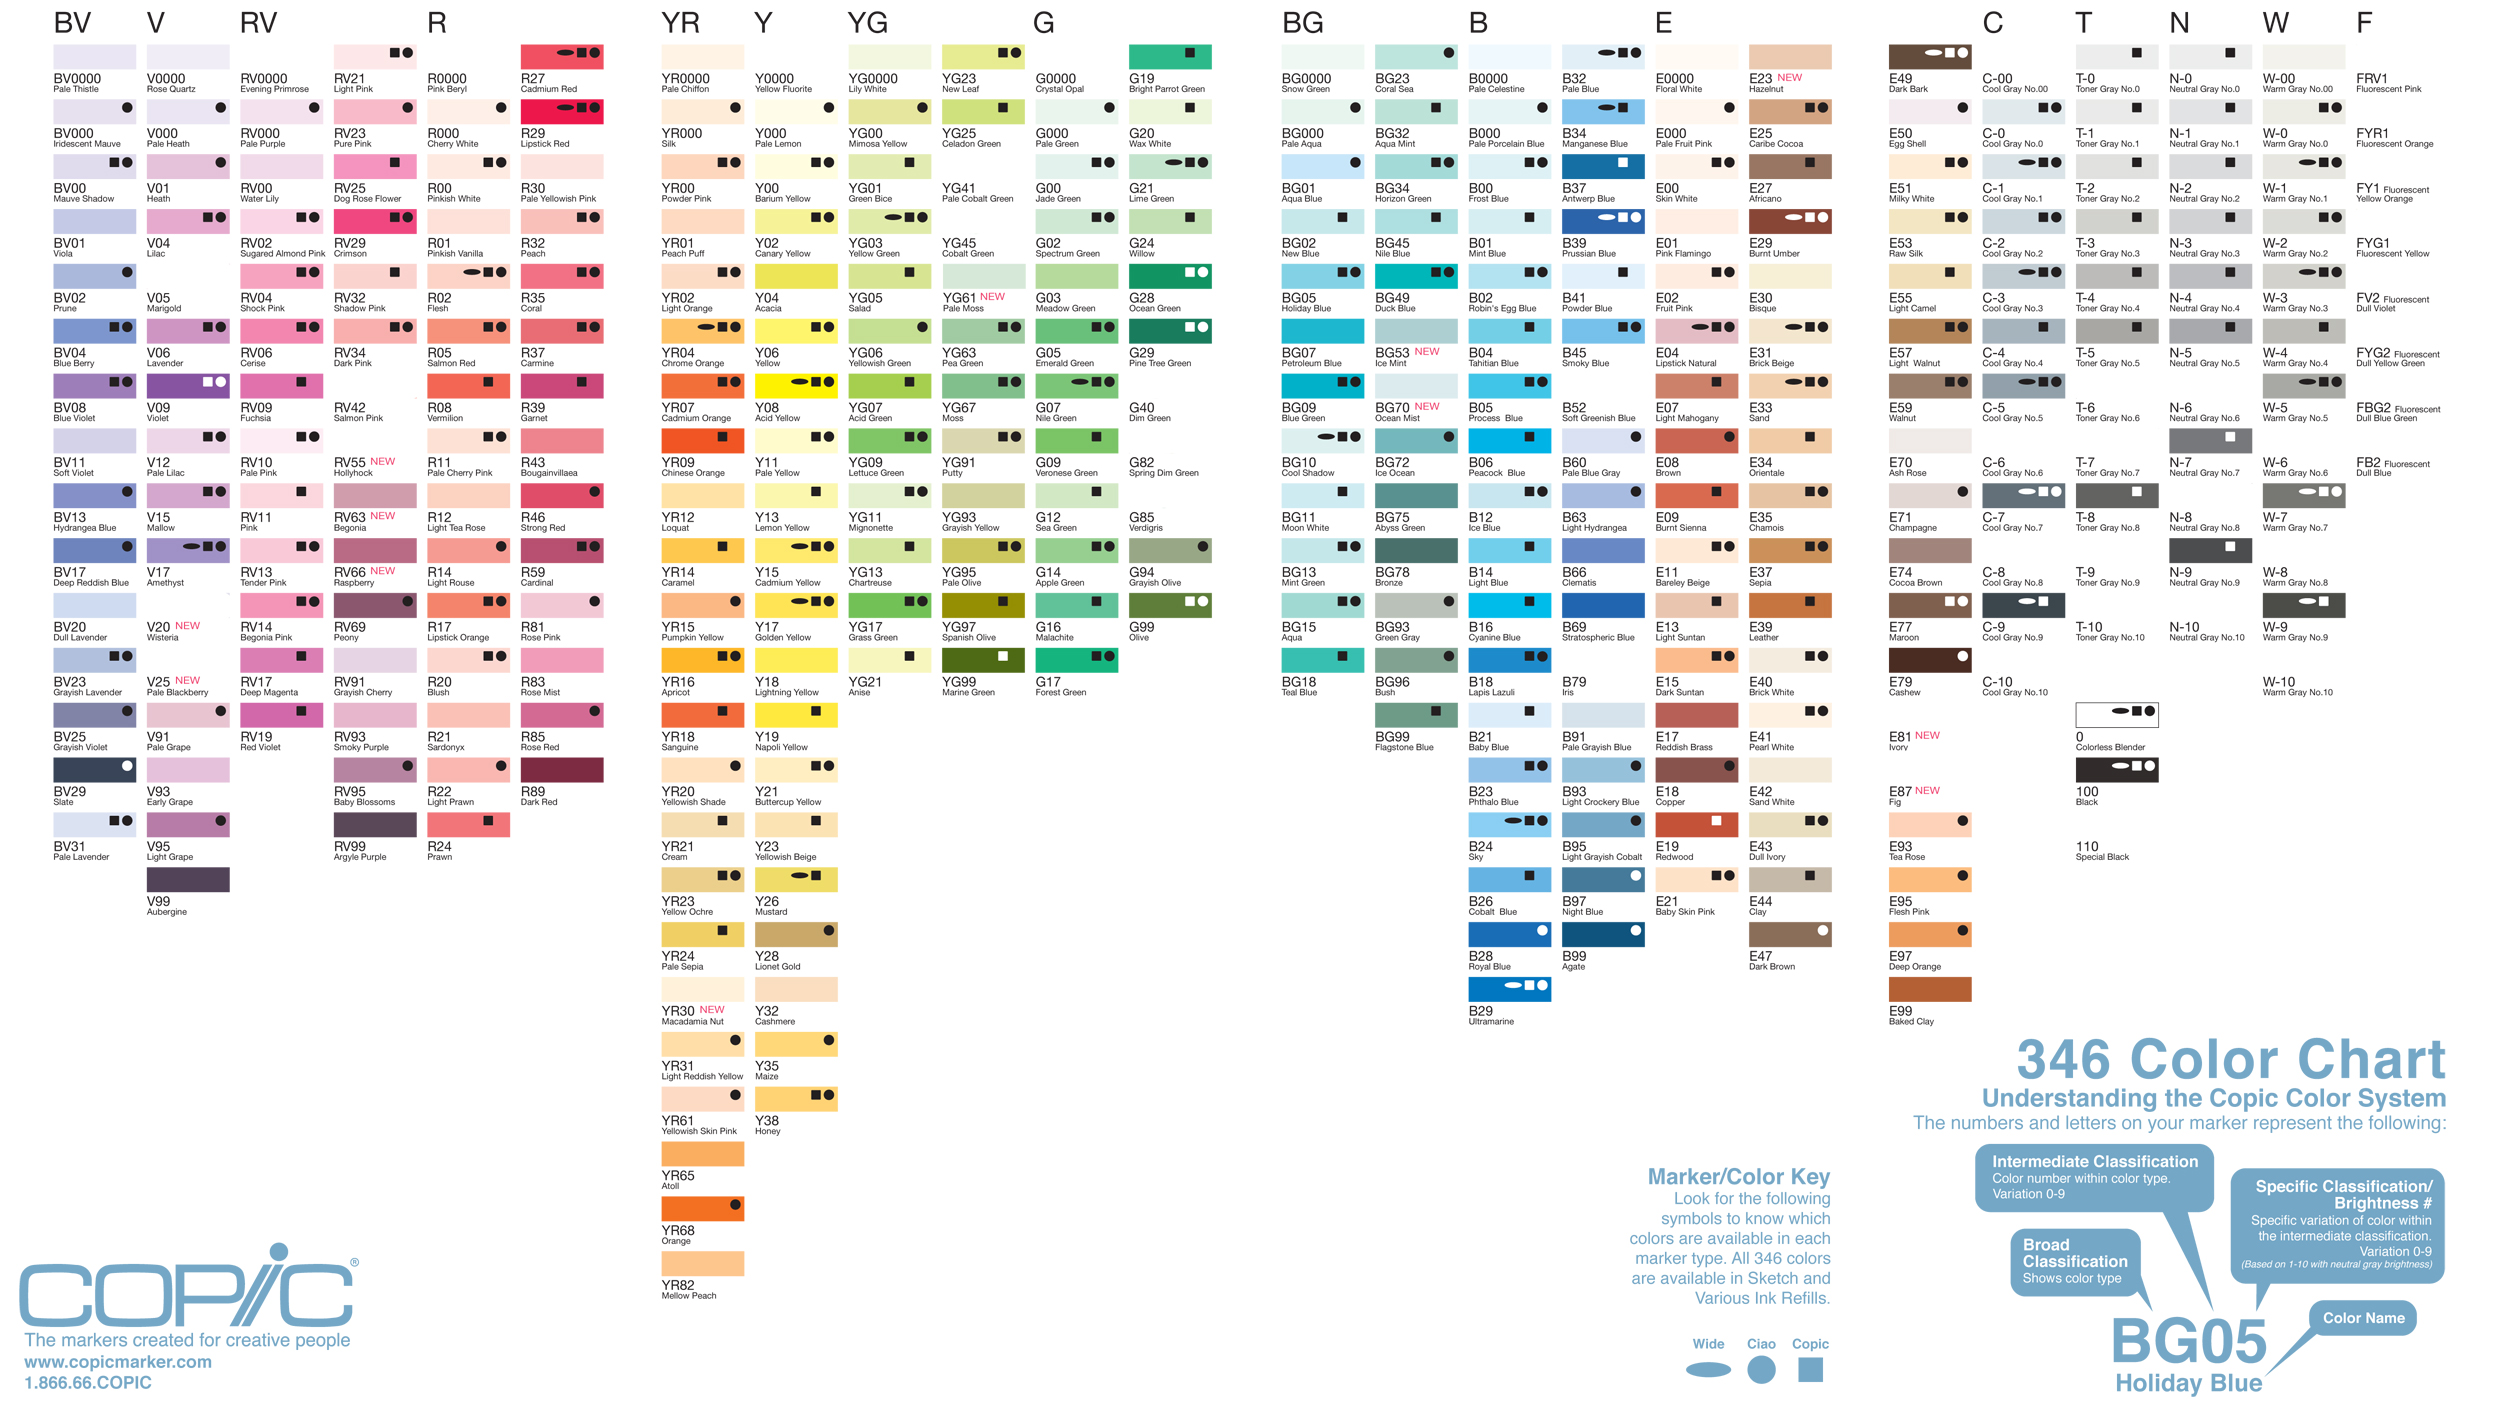 BV V RV R YR Y YG G BG B E C T N W F
BV0000
Pale Thistle
BV000
Iridescent Mauve
BV00
Mauve Shadow
BV01
Viola
BV02
Prune
BV04
Blue Berry
BV08
Blue Violet
BV11
Soft Violet
BV13
Hydrangea Blue
BV17
Deep Reddish Blue
BV20
Dull Lavender
BV23
Grayish Lavender
BV25
Grayish Violet
BV29
Slate
BV31
Pale Lavender
V0000
Rose Quartz
V000
Pale Heath
V01
Heath
V04
Lilac
V05
Marigold
V06
Lavender
V09
Violet
V12
Pale Lilac
V15
Mallow
V17
Amethyst
V20 NEW
Wisteria
V25 NEW
Pale Blackberry
V91
Pale Grape
V93
Early Grape
V95
Light Grape
V99
Aubergine
RV0000
Evening Primrose
RV000
Pale Purple
RV00
Water Lily
RV02
Sugared Almond Pink
RV04
Shock Pink
RV06
Cerise
RV09
Fuchsia
RV10
Pale Pink
RV11
Pink
RV13
Tender Pink
RV14
Begonia Pink
RV17
Deep Magenta
RV19
Red Violet
RV21
Light Pink
RV23
Pure Pink
RV25
Dog Rose Flower
RV29
Crimson
RV32
Shadow Pink
RV34
Dark Pink
RV42
Salmon Pink
RV55 NEW
Hollyhock
RV63 NEW
Begonia
RV66 NEW
Raspberry
RV69
Peony
RV91
Grayish Cherry
RV93
Smoky Purple
RV95
Baby Blossoms
RV99
Argyle Purple
R0000
Pink Beryl
R000
Cherry White
R00
Pinkish White
R01
Pinkish Vanilla
R02
Flesh
R05
Salmon Red
R08
Vermilion
R11
Pale Cherry Pink
R12
Light Tea Rose
R14
Light Rouse
R17
Lipstick Orange
R20
Blush
R21
Sardonyx
R22
Light Prawn
R24
Prawn
R27
Cadmium Red
R29
Lipstick Red
R30
Pale Yellowish Pink
R32
Peach
R35
Coral
R37
Carmine
R39
Garnet
R43
Bougainvillaea
R46
Strong Red
R59
Cardinal
R81
Rose Pink
R83
Rose Mist
R85
Rose Red
R89
Dark Red
YR0000
Pale Chiffon
YR000
Silk
YR00
Powder Pink
YR01
Peach Puff
YR02
Light Orange
YR04
Chrome Orange
YR07
Cadmium Orange
YR09
Chinese Orange
YR12
Loquat
YR14
Caramel
YR15
Pumpkin Yellow
YR16
Apricot
YR18
Sanguine
YR20
Yellowish Shade
YR21
Cream
YR23
Yellow Ochre
YR24
Pale Sepia
YR30 NEW
Macadamia Nut
YR31
Light Reddish Yellow
YR61
Yellowish Skin Pink
YR65
Atoll
YR68
Orange
YR82
Mellow Peach
Y0000
Yellow Fluorite
Y000
Pale Lemon
Y00
Barium Yellow
Y02
Canary Yellow
Y04
Acacia
Y06
Yellow
Y08
Acid Yellow
Y11
Pale Yellow
Y13
Lemon Yellow
Y15
Cadmium Yellow
Y17
Golden Yellow
Y18
Lightning Yellow
Y19
Napoli Yellow
Y21
Buttercup Yellow
Y23
Yellowish Beige
Y26
Mustard
Y28
Lionet Gold
Y32
Cashmere
Y35
Maize
Y38
Honey
YG0000
Lily White
YG00
Mimosa Yellow
YG01
Green Bice
YG03
Yellow Green
YG05
Salad
YG06
Yellowish Green
YG07
Acid Green
YG09
Lettuce Green
YG11
Mignonette
YG13
Chartreuse
YG17
Grass Green
YG21
Anise
YG23
New Leaf
YG25
Celadon Green
YG41
Pale Cobalt Green
YG45
Cobalt Green
YG61 NEW
Pale Moss
YG63
Pea Green
YG67
Moss
YG91
Putty
YG93
Grayish Yellow
YG95
Pale Olive
YG97
Spanish Olive
YG99
Marine Green
G0000
Crystal Opal
G000
Pale Green
G00
Jade Green
G02
Spectrum Green
G03
Meadow Green
G05
Emerald Green
G07
Nile Green
G09
Veronese Green
G12
Sea Green
G14
Apple Green
G16
Malachite
G17
Forest Green
G19
Bright Parrot Green
G20
Wax White
G21
Lime Green
G24
Willow
G28
Ocean Green
G29
Pine Tree Green
G40
Dim Green
G82
Spring Dim Green
G85
Verdigris
G94
Grayish Olive
G99
Olive
BG0000
Snow Green
BG000
Pale Aqua
BG01
Aqua Blue
BG02
New Blue
BG05
Holiday Blue
BG07
Petroleum Blue
BG09
Blue Green
BG10
Cool Shadow
BG11
Moon White
BG13
Mint Green
BG15
Aqua
BG18
Teal Blue
BG23
Coral Sea
BG32
Aqua Mint
BG34
Horizon Green
BG45
Nile Blue
BG49
Duck Blue
BG53 NEW
Ice Mint
BG70 NEW
Ocean Mist
BG72
Ice Ocean
BG75
Abyss Green
BG78
Bronze
BG93
Green Gray
BG96
Bush
BG99
Flagstone Blue
B0000
Pale Celestine
B000
Pale Porcelain Blue
B00
Frost Blue
B01
Mint Blue
B02
Robin's Egg Blue
B04
Tahitian Blue
B05
Process Blue
B06
Peacock Blue
B12
Ice Blue
B14
Light Blue
B16
Cyanine Blue
B18
Lapis Lazuli
B21
Baby Blue
B23
Phthalo Blue
B24
Sky
B26
Cobalt Blue
B28
Royal Blue
B29
Ultramarine
B32
Pale Blue
B34
Manganese Blue
B37
Antwerp Blue
B39
Prussian Blue
B41
Powder Blue
B45
Smoky Blue
B52
Soft Greenish Blue
B60
Pale Blue Gray
B63
Light Hydrangea
B66
Clematis
B69
Stratospheric Blue
B79
Iris
B91
Pale Grayish Blue
B93
Light Crockery Blue
B95
Light Grayish Cobalt
B97
Night Blue
B99
Agate
E0000
Floral White
E000
Pale Fruit Pink
E00
Skin White
E01
Pink Flamingo
E02
Fruit Pink
E04
Lipstick Natural
E07
Light Mahogany
E08
Brown
E09
Burnt Sienna
E11
Bareley Beige
E13
Light Suntan
E15
Dark Suntan
E17
Reddish Brass
E18
Copper
E19
Redwood
E21
Baby Skin Pink
E23 NEW
Hazelnut
E25
Caribe Cocoa
E27
Africano
E29
Burnt Umber
E30
Bisque
E31
Brick Beige
E33
Sand
E34
Orientale
E35
Chamois
E37
Sepia
E39
Leather
E40
Brick White
E41
Pearl White
E42
Sand White
E43
Dull Ivory
E44
Clay
E47
Dark Brown
E49
Dark Bark
E50
Egg Shell
E51
Milky White
E53
Raw Silk
E55
Light Camel
E57
Light Walnut
E59
Walnut
E70
Ash Rose
E71
Champagne
E74
Cocoa Brown
E77
Maroon
E79
Cashew
E81 NEW
Ivory
E87 NEW
Fig
E93
Tea Rose
E95
Flesh Pink
E97
Deep Orange
E99
Baked Clay
C-00
Cool Gray No.00
C-0
Cool Gray No.0
C-1
Cool Gray No.1
C-2
Cool Gray No.2
C-3
Cool Gray No.3
C-4
Cool Gray No.4
C-5
Cool Gray No.5
C-6
Cool Gray No.6
C-7
Cool Gray No.7
C-8
Cool Gray No.8
C-9
Cool Gray No.9
C-10
Cool Gray No.10
T-0
Toner Gray No.0
T-1
Toner Gray No.1
T-2
Toner Gray No.2
T-3
Toner Gray No.3
T-4
Toner Gray No.4
T-5
Toner Gray No.5
T-6
Toner Gray No.6
T-7
Toner Gray No.7
T-8
Toner Gray No.8
T-9
Toner Gray No.9
T-10
Toner Gray No.10
0
Colorless Blender
100
Black
110
Special Black
N-0
Neutral Gray No.0
N-1
Neutral Gray No.1
N-2
Neutral Gray No.2
N-3
Neutral Gray No.3
N-4
Neutral Gray No.4
N-5
Neutral Gray No.5
N-6
Neutral Gray No.6
N-7
Neutral Gray No.7
N-8
Neutral Gray No.8
N-9
Neutral Gray No.9
N-10
Neutral Gray No.10
W-00
Warm Gray No.00
W-0
Warm Gray No.0
W-1
Warm Gray No.1
W-2
Warm Gray No.2
W-3
Warm Gray No.3
W-4
Warm Gray No.4
W-5
Warm Gray No.5
W-6
Warm Gray No.6
W-7
Warm Gray No.7
W-8
Warm Gray No.8
W-9
Warm Gray No.9
W-10
Warm Gray No.10
FRV1
Fluorescent Pink
FYR1
Fluorescent Orange
FY1 Fluorescent
Yellow Orange
FYG1
Fluorescent Yellow
FV2 Fluorescent
Dull Violet
FYG2 Fluorescent
Dull Yellow Green
FBG2 Fluorescent
Dull Blue Green
FB2 Fluorescent
Dull Blue
COPIC®
The markers created for creative people
www.copicmarker.com
1.866.66.COPIC
Marker/Color Key
Look for the following
symbols to know which
colors are available in each
marker type. All 346 colors
are available in Sketch and
Various Ink Refills.
Wide Ciao Copic
346 Color Chart
Understanding the Copic Color System
The numbers and letters on your marker represent the following:
Intermediate Classification
Color number within color type.
Variation 0-9
Specific Classification/
Brightness #
Specific variation of color within
the intermediate classification.
Variation 0-9
(Based on 1-10 with neutral gray brightness)
Broad
Classification
Shows color type
Color Name
BG05
Holiday Blue